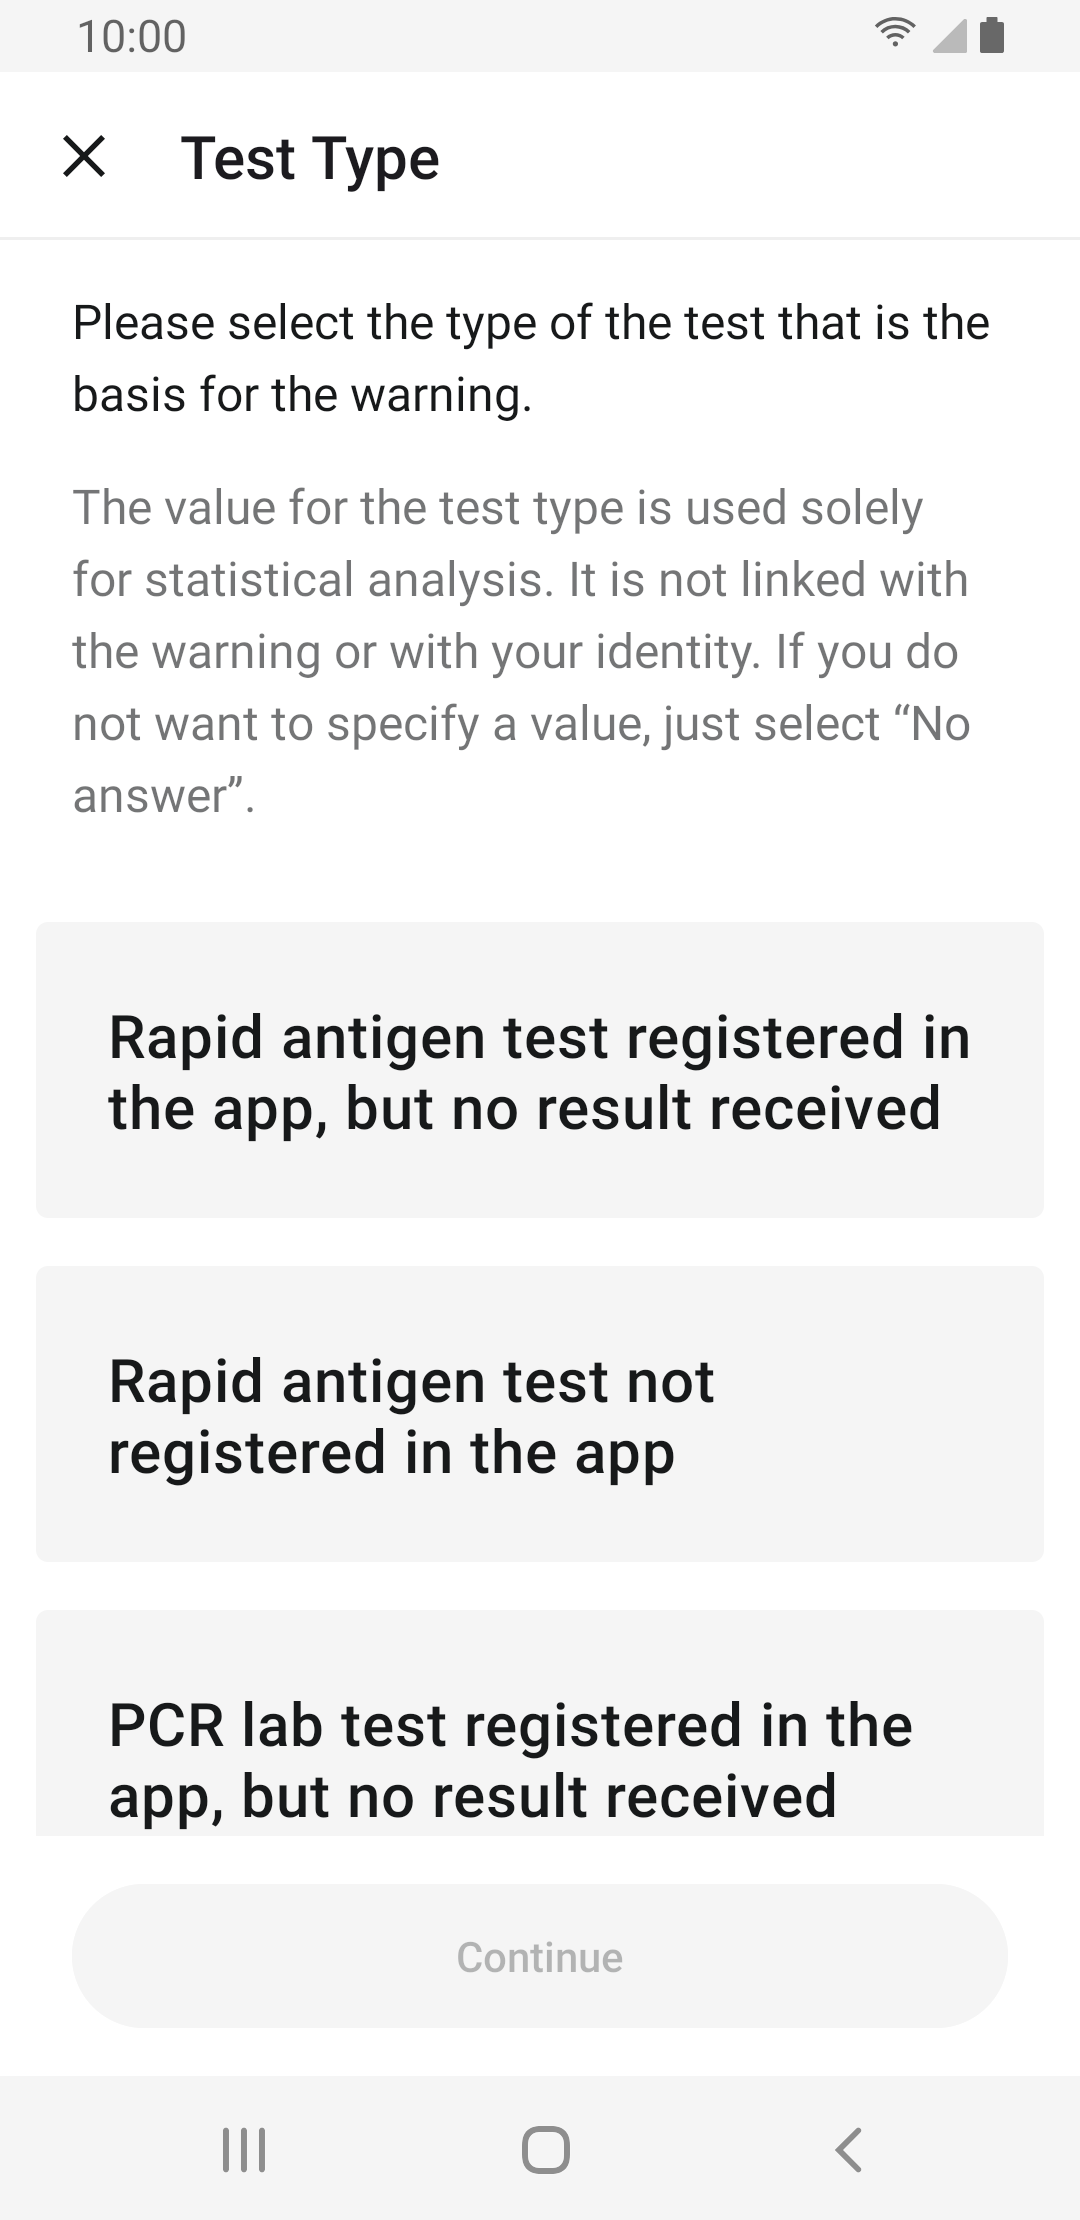 10:00
Test Type
Please select the type of the test that is the
basis for the warning.
The value for the test type is used solely
for statistical analysis. It is not linked with
the warning or with your identity. If you do
not want to specify a value, just select “No
answer”.
Rapid antigen test registered in
the app, but no result received
Rapid antigen test not
registered in the app
PCR lab test registered in the
app, but no result received
Continue